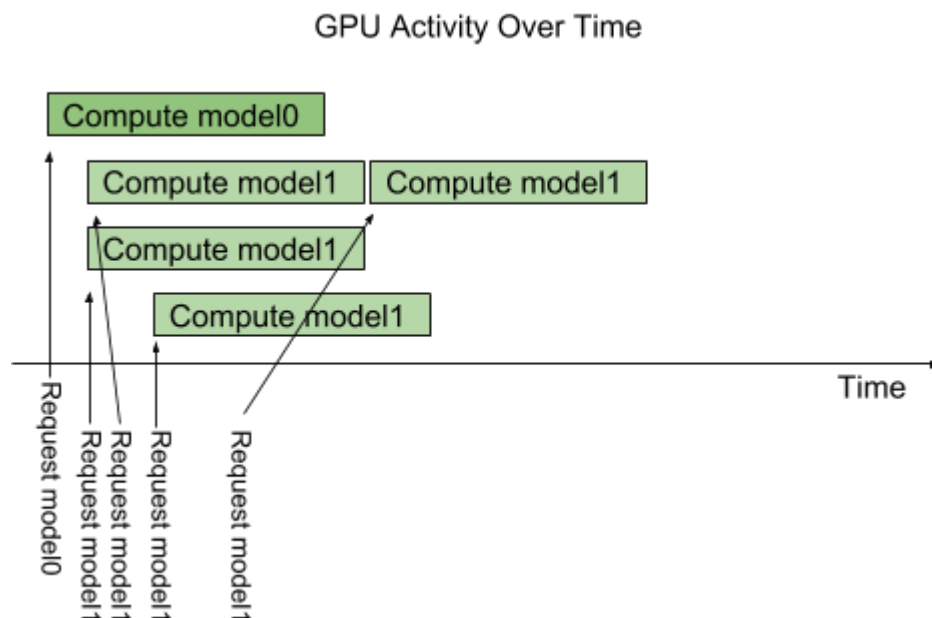 GPU Activity Over Time
Compute model0
Compute model1
Compute model1
Compute model1
Compute model1
Time
Request model0
Request model1
Request model1
Request model1
Request model1